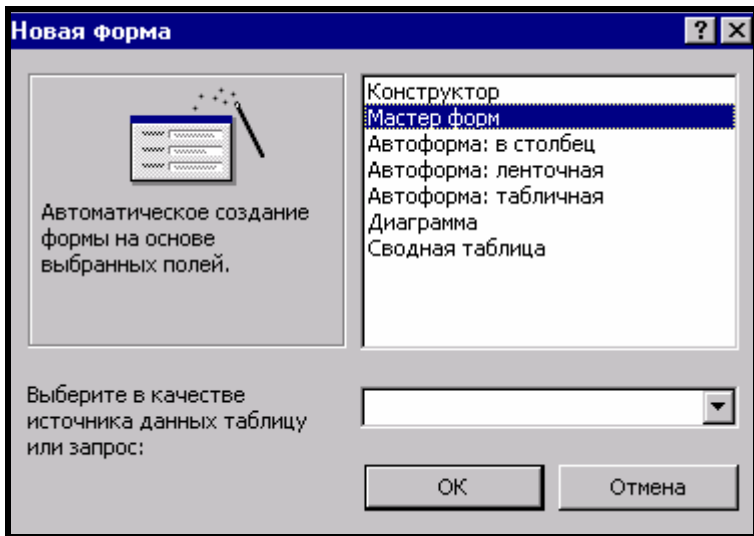 Новая форма
Автоматическое создание
формы на основе
выбранных полей.
Конструктор
Мастер форм
Автоформа: в столбец
Автоформа: ленточная
Автоформа: табличная
Диаграмма
Сводная таблица
Выберите в качестве
источника данных таблицу
или запрос:
ОК
Отмена